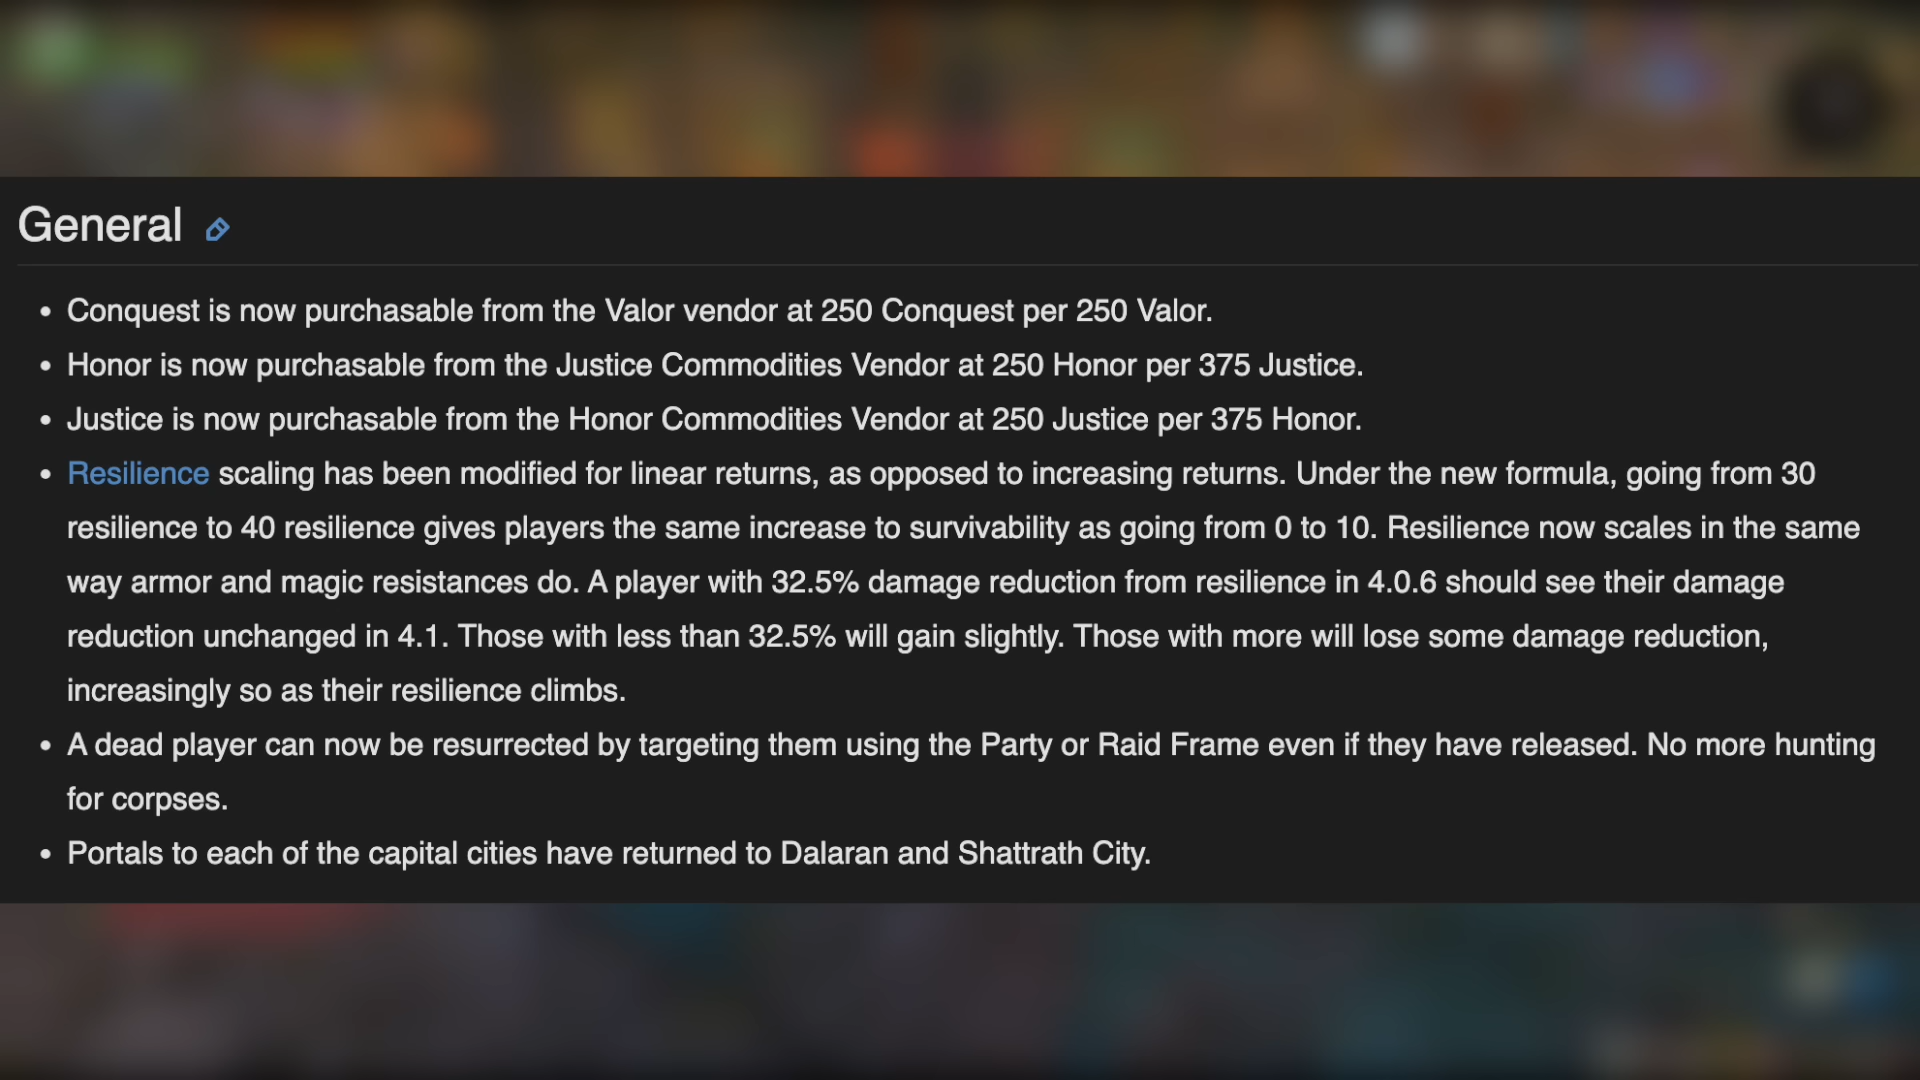 General
• Conquest is now purchasable from the Valor vendor at 250 Conquest per 250 Valor.
• Honor is now purchasable from the Justice Commodities Vendor at 250 Honor per 375 Justice.
• Justice is now purchasable from the Honor Commodities Vendor at 250 Justice per 375 Honor.
• Resilience scaling has been modified for linear returns, as opposed to increasing returns. Under the new formula, going from 30
resilience to 40 resilience gives players the same increase to survivability as going from 0 to 10. Resilience now scales in the same
way armor and magic resistances do. A player with 32.5% damage reduction from resilience in 4.0.6 should see their damage
reduction unchanged in 4.1. Those with less than 32.5% will gain slightly. Those with more will lose some damage reduction,
increasingly so as their resilience climbs.
• A dead player can now be resurrected by targeting them using the Party or Raid Frame even if they have released. No more hunting
for corpses.
• Portals to each of the capital cities have returned to Dalaran and Shattrath City.